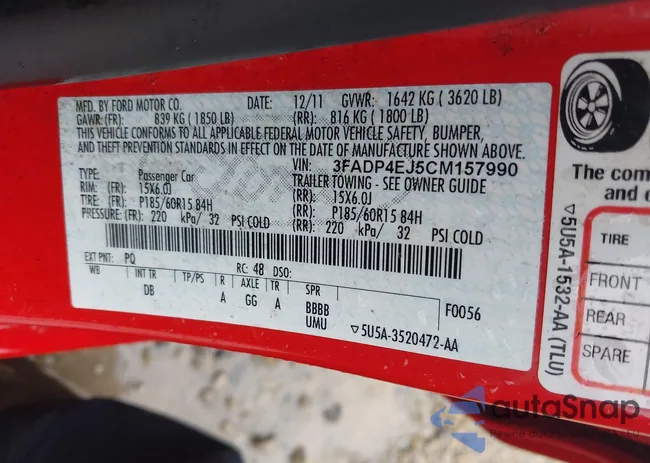 MFD. BY FORD MOTOR CO. DATE: 12/11 GVWR: 1642 KG ( 3620 LB)
GAWR:(FR): 839 KG ( 1850 LB) (RR): 816 KG ( 1800 LB)
THIS VEHICLE CONFORMS TO ALL APPLICABLE FEDERAL MOTOR VEHICLE SAFETY, BUMPER,
AND THEFT PREVENTION STANDARDS IN EFFECT ON THE DATE OF MANUFACTURE SHOWN ABOVE.
VIN: 3FADP4EJ5CM157990
TYPE: Passenger Car TRAILER TOWING - SEE OWNER GUIDE
RIM: (FR) 15X6.0J (RR): 15X6.0J
TIRE: (FR) P185/60R15 84H (RR): P185/60R15 84H
PRESSURE: (FR) 220 kPa/ 32 PSI COLD (RR): 220 kPa/ 32 PSI COLD
EXT PNT: PQ RC: 48 DSO:
WB INT TR TP/PS R AXLE TR SPR
DB A GG A BBBB F0056
UMU ▽5U5A-3520472-AA
The com
and c
TIRE
FRONT
REAR
SPARE
▽5U5A-1532-AA (TLU)
autoSnap